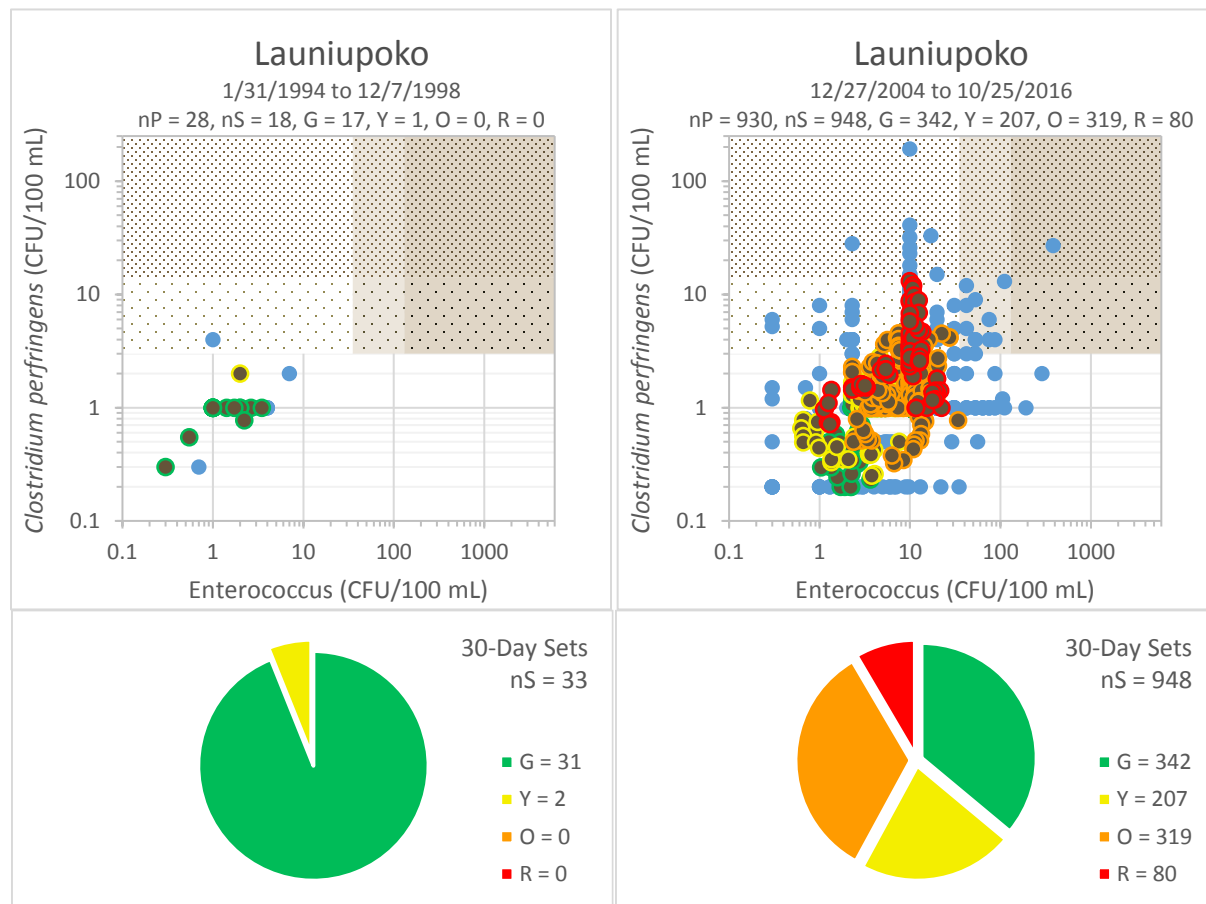 Launiupoko
1/31/1994 to 12/7/1998
nP = 28, nS = 18, G = 17, Y = 1, O = 0, R = 0
Clostridium perfringens (CFU/100 mL)
100
10
1
0.1
0.1 1 10 100 1000
Enterococcus (CFU/100 mL)
Launiupoko
12/27/2004 to 10/25/2016
nP = 930, nS = 948, G = 342, Y = 207, O = 319, R = 80
Clostridium perfringens (CFU/100 mL)
100
10
1
0.1
0.1 1 10 100 1000
Enterococcus (CFU/100 mL)
30-Day Sets
nS = 33
G = 31
Y = 2
O = 0
R = 0
30-Day Sets
nS = 948
G = 342
Y = 207
O = 319
R = 80